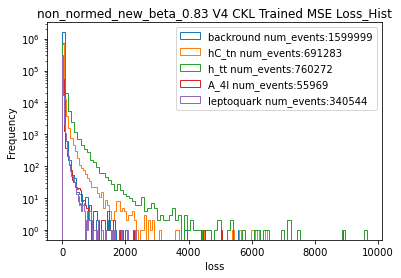 non_normed_new_beta_0.83 V4 CKL Trained MSE Loss_Hist
backround num_events:1599999
hC_tn num_events:691283
h_tt num_events:760272
A_4l num_events:55969
leptoquark num_events:340544
Frequency
10^6
10^5
10^4
10^3
10^2
10^1
10^0
0 2000 4000 6000 8000 10000
loss